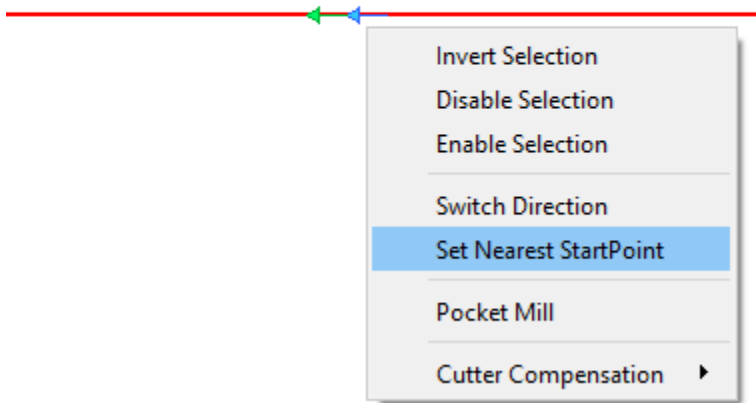 Invert Selection
Disable Selection
Enable Selection
Switch Direction
Set Nearest StartPoint
Pocket Mill
Cutter Compensation